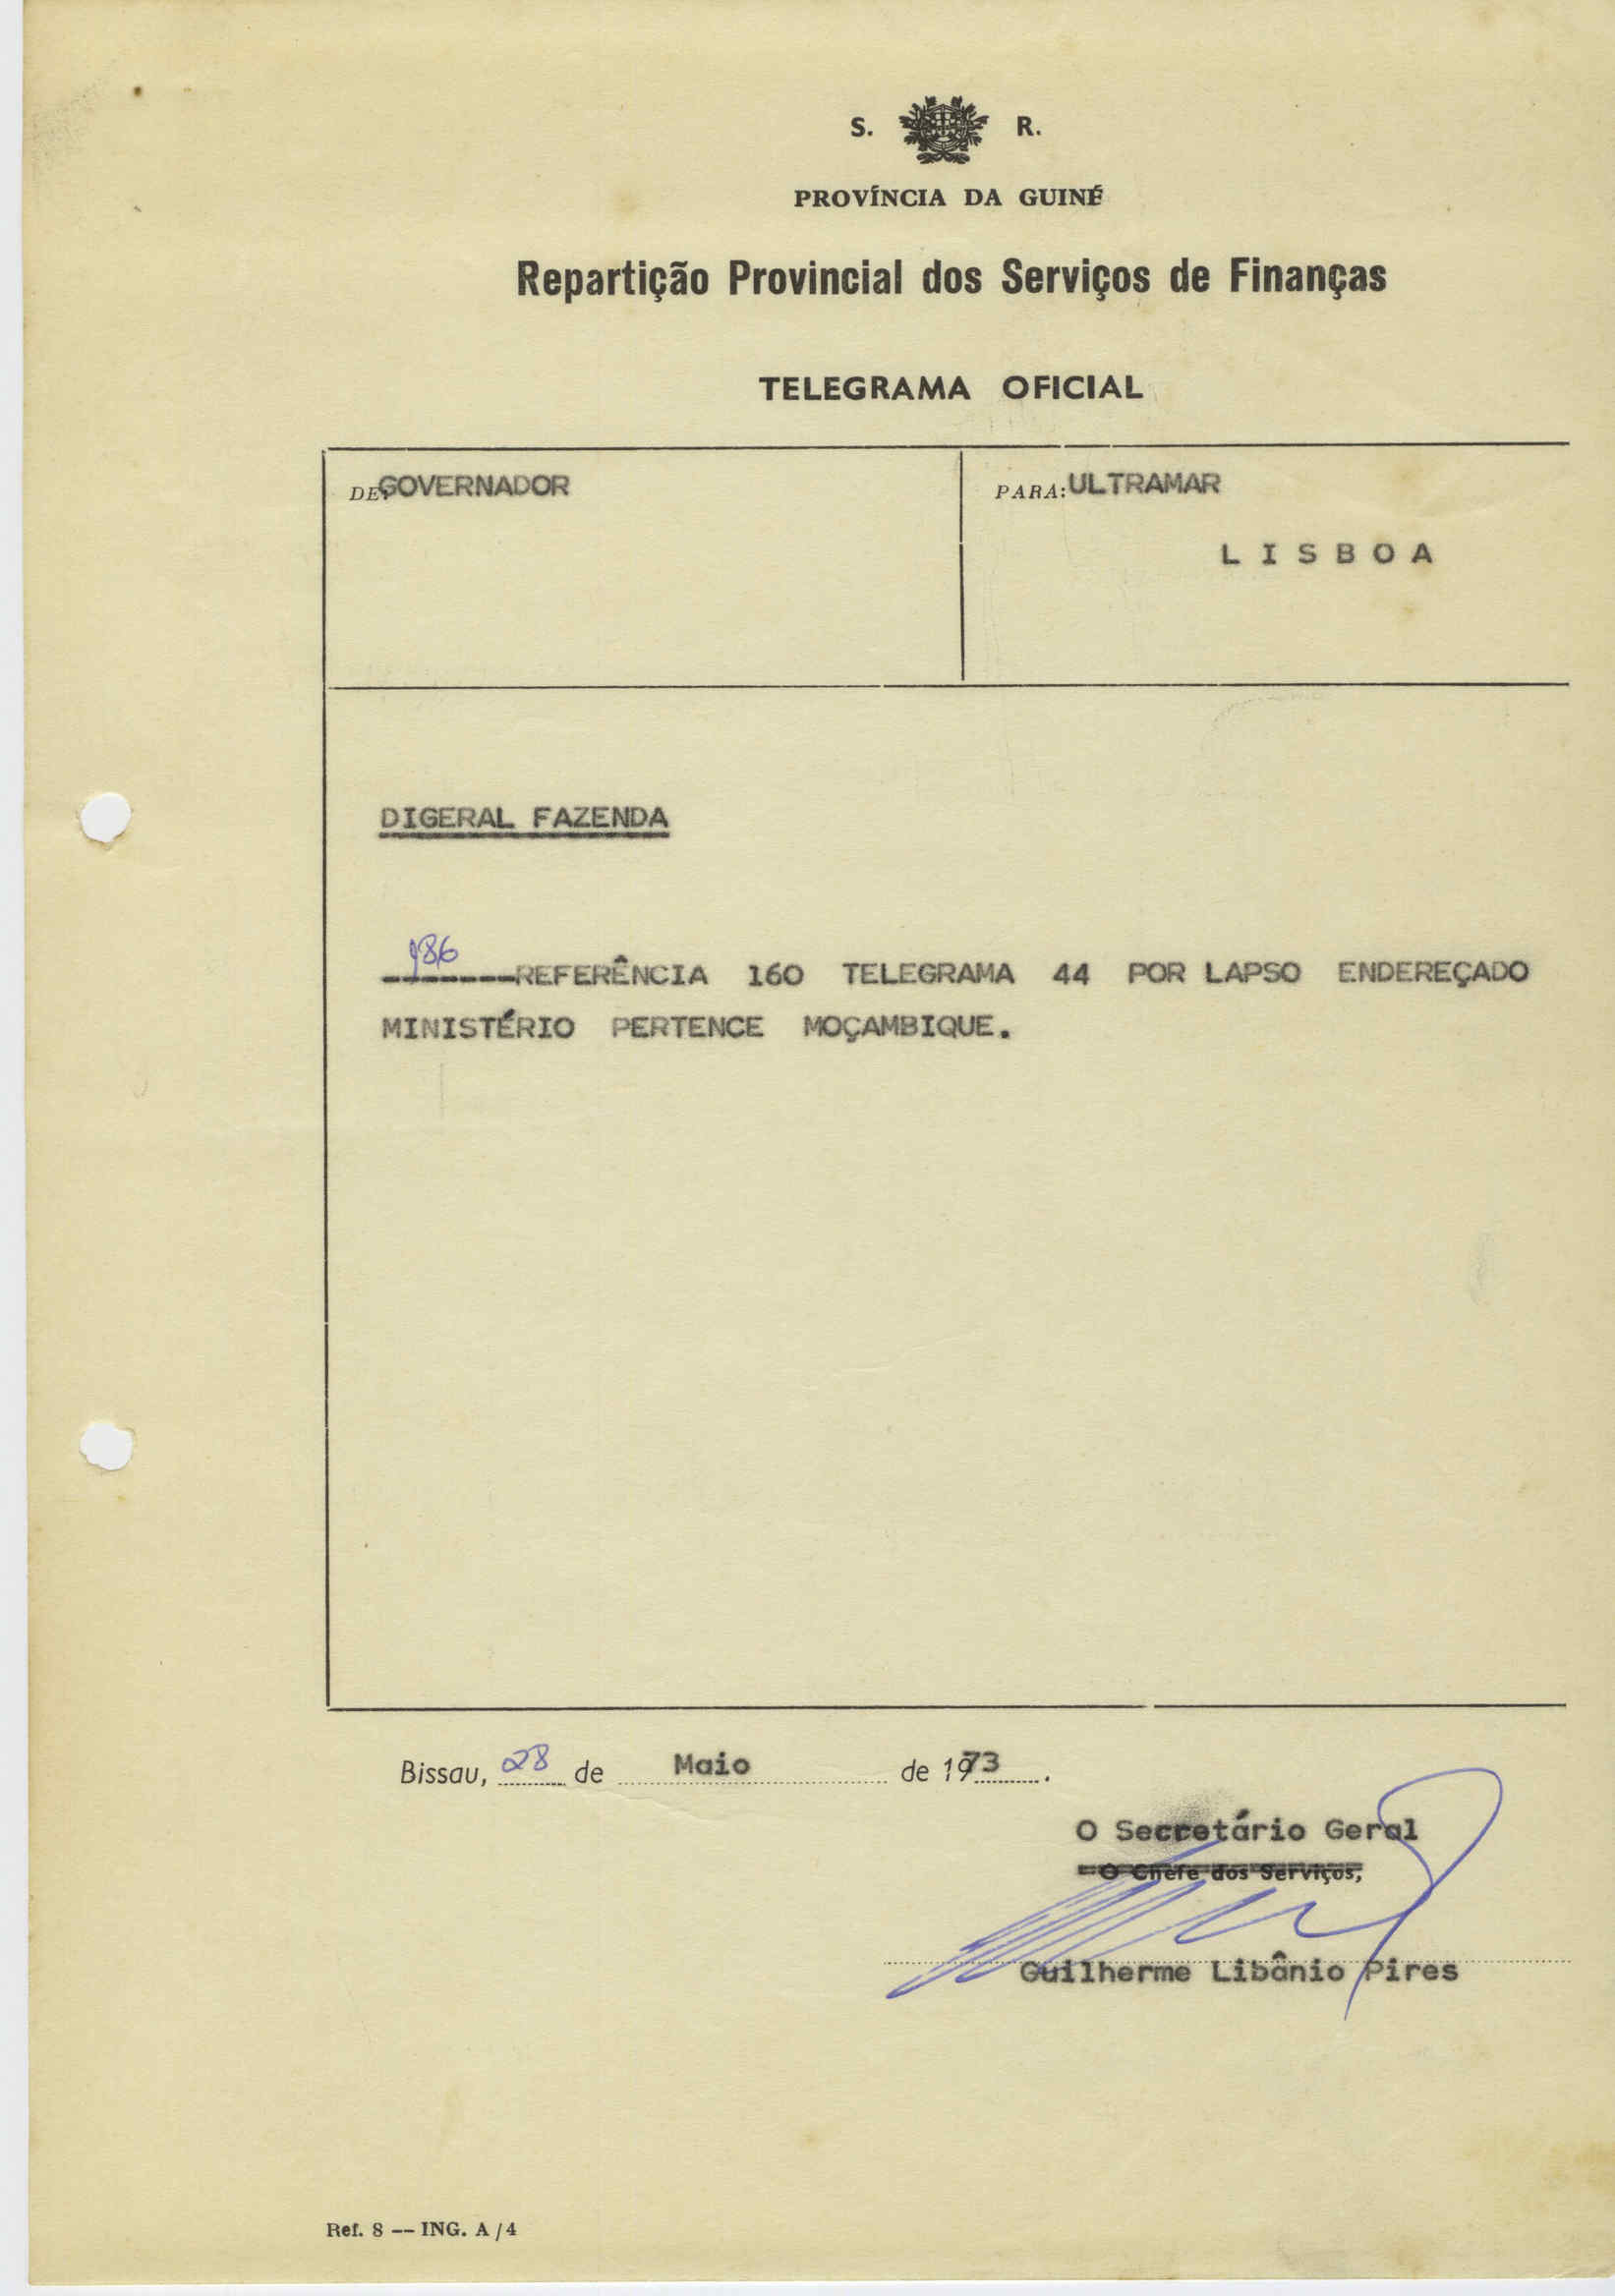 S. R.
PROVÍNCIA DA GUINÉ
Repartição Provincial dos Serviços de Finanças
TELEGRAMA OFICIAL
DE: GOVERNADOR
PARA: ULTRAMAR
L I S B O A
DIGERAL FAZENDA
186
-------REFERÊNCIA 160 TELEGRAMA 44 POR LAPSO ENDEREÇADO
MINISTÉRIO PERTENCE MOÇAMBIQUE.
Bissau, 28 de Maio de 1973.
O Secretário Geral
O Chefe dos Serviços,
Guilherme Libânio Pires
Ref. 8 — ING. A/4